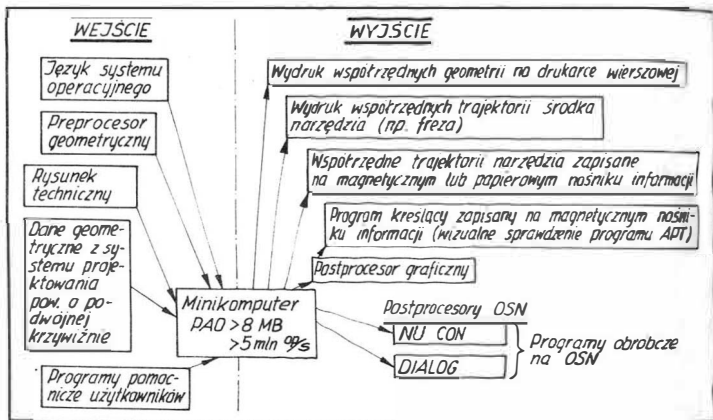 WEJŚCIE
WYJŚCIE
Język systemu
operacyjnego
Preprocesor
geometryczny
Rysunek
techniczny
Dane geome-
tryczne z sy-
stemu projek-
towania
pow. o po-
dwójnej
krzywiźnie
Programy pomoc-
nicze użytkowników
Minikomputer
PAO > 8 MB
> 5 mln op/s
Wydruk współrzędnych geometrii na drukarce wierszowej
Wydruk współrzędnych trajektorii środka
narzędzia (np. freza)
Współrzędne trajektorii narzędzia zapisane
na magnetycznym lub papierowym nośniku informacji
Program kreślący zapisany na magnetycznym nośni-
ku informacji (wizualne sprawdzenie programu APT)
Postprocesor graficzny
Postprocesory OSN
NU CON
DIALOG
Programy obróbcze
na OSN